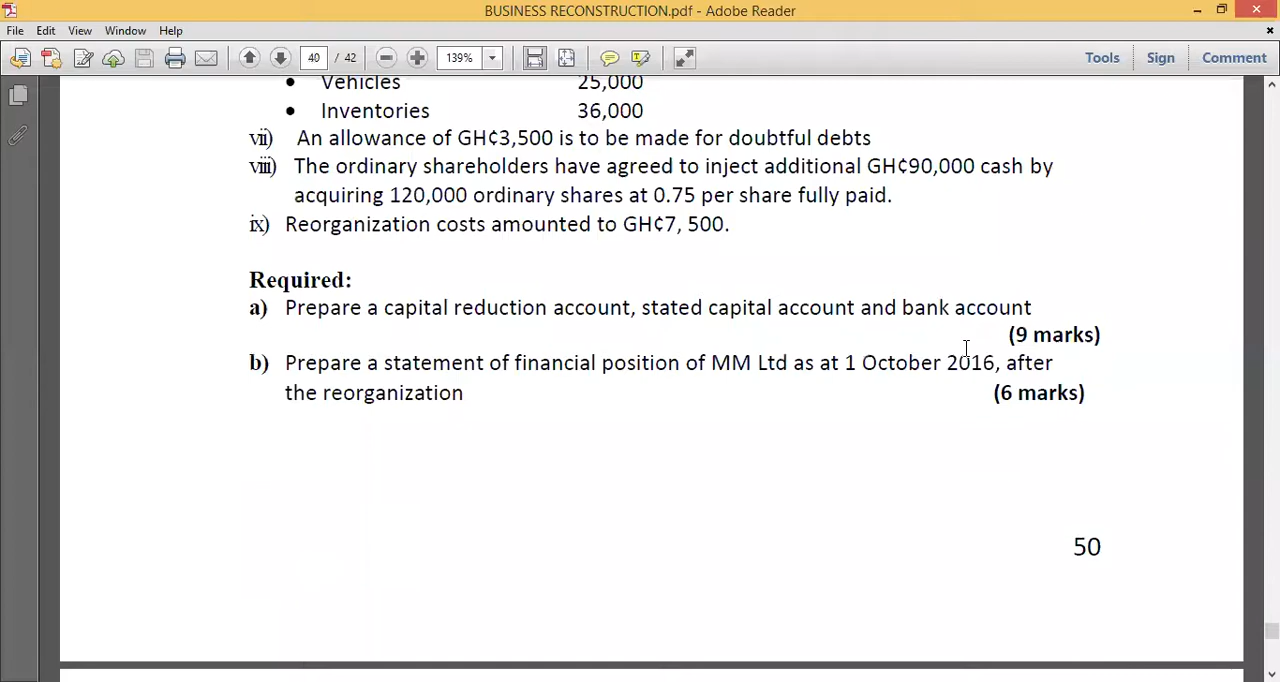 BUSINESS RECONSTRUCTION.pdf - Adobe Reader
File Edit View Window Help
40 / 42 139% Tools Sign Comment
• Vehicles 25,000
• Inventories 36,000
vii) An allowance of GH¢3,500 is to be made for doubtful debts
viii) The ordinary shareholders have agreed to inject additional GH¢90,000 cash by
acquiring 120,000 ordinary shares at 0.75 per share fully paid.
ix) Reorganization costs amounted to GH¢7, 500.
Required:
a) Prepare a capital reduction account, stated capital account and bank account
(9 marks)
b) Prepare a statement of financial position of MM Ltd as at 1 October 2016, after
the reorganization (6 marks)
50